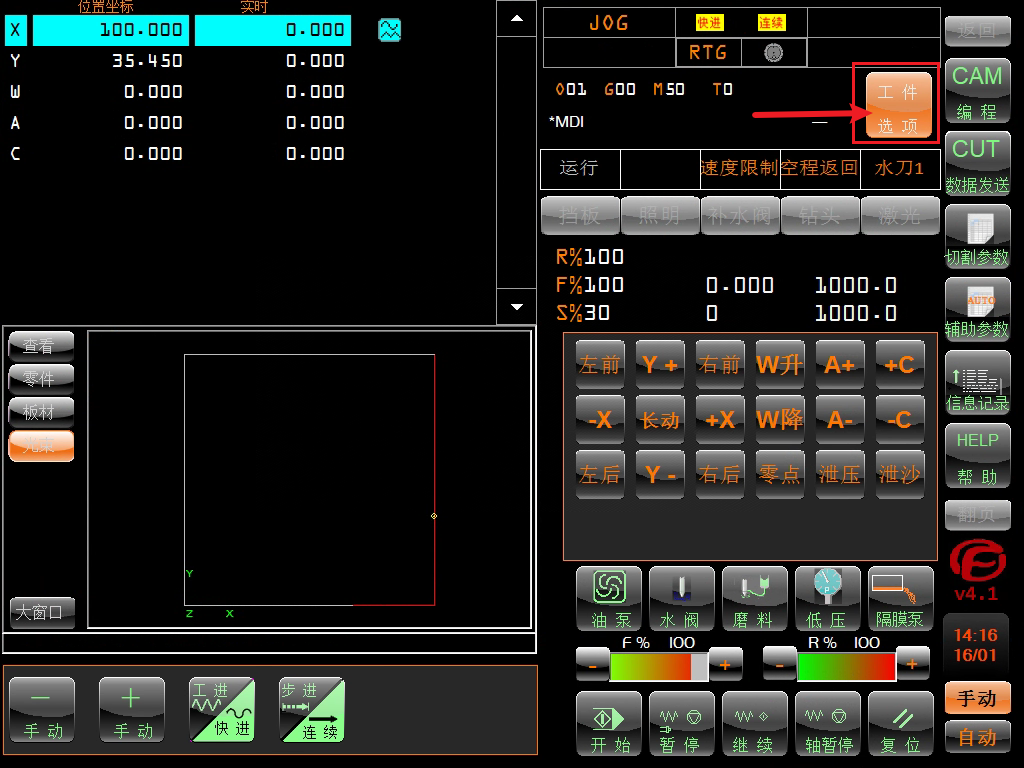 位置坐标 实时
X 100.000 0.000
Y 35.450 0.000
W 0.000 0.000
A 0.000 0.000
C 0.000 0.000
JOG 快进 连续
RTG
O01 G00 M50 T0
*MDI —
工件
选项
运行 速度限制 空程返回 水刀1
挡板 照明 补水阀 钻头 激光
R%100
F%100 0.000 1000.0
S%30 0 1000.0
查看
零件
板材
光束
大窗口
Y
Z X
左前 Y + 右前 W升 A+ +C
-X 长动 +X W降 A- -C
左后 Y - 右后 零点 泄压 泄沙
油泵 水阀 磨料 低压 隔膜泵
F % 100 R % 100
- + - +
开始 暂停 继续 轴暂停 复位
— 手动
+ 手动
工进 快进
步进 连续
返回
CAM
编程
CUT
数据发送
切割参数
AUTO
辅助参数
信息记录
HELP
帮助
翻页
v4.1
14:16
16/01
手动
自动